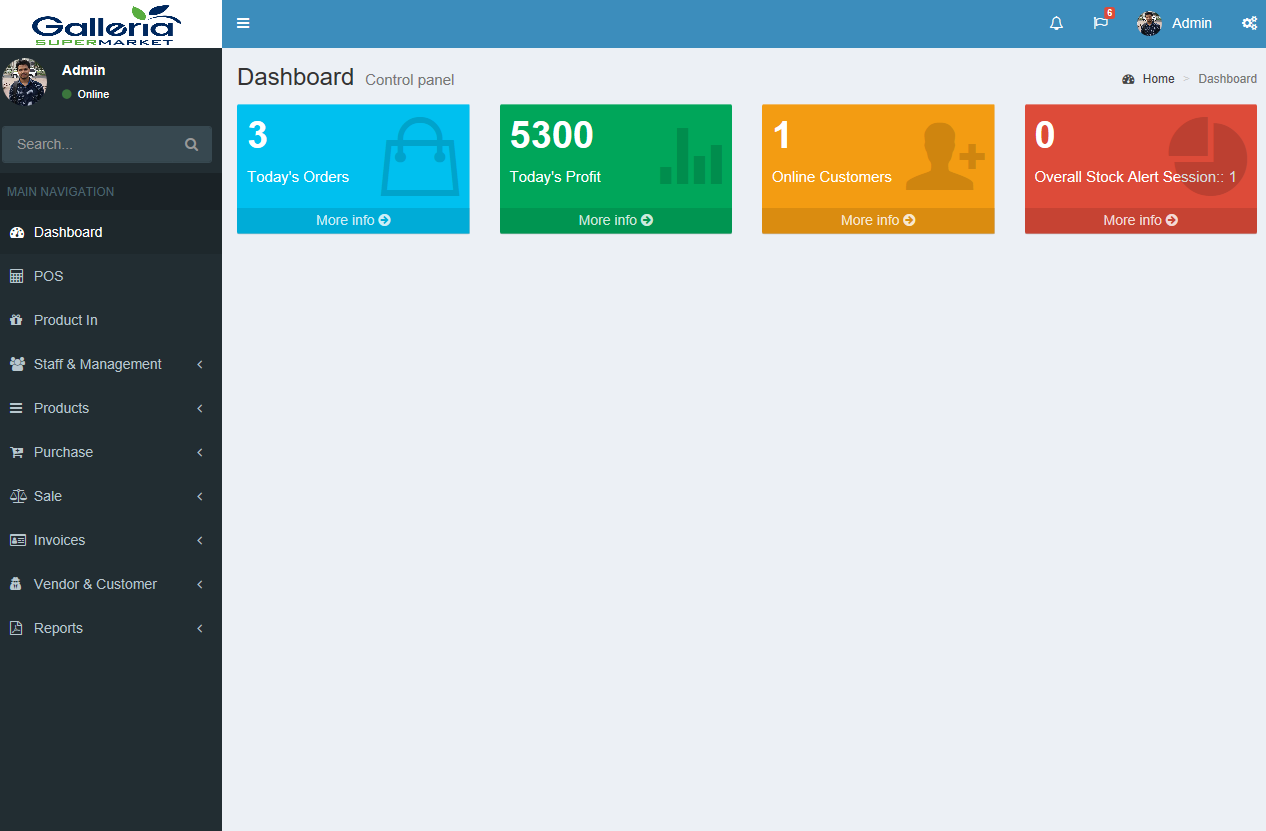 Galleria
SUPERMARKET
6
Admin
Admin
Online
Search...
MAIN NAVIGATION
Dashboard
POS
Product In
Staff & Management
Products
Purchase
Sale
Invoices
Vendor & Customer
Reports
Dashboard Control panel
Home > Dashboard
3
Today's Orders
More info
5300
Today's Profit
More info
1
Online Customers
More info
0
Overall Stock Alert Session:: 1
More info